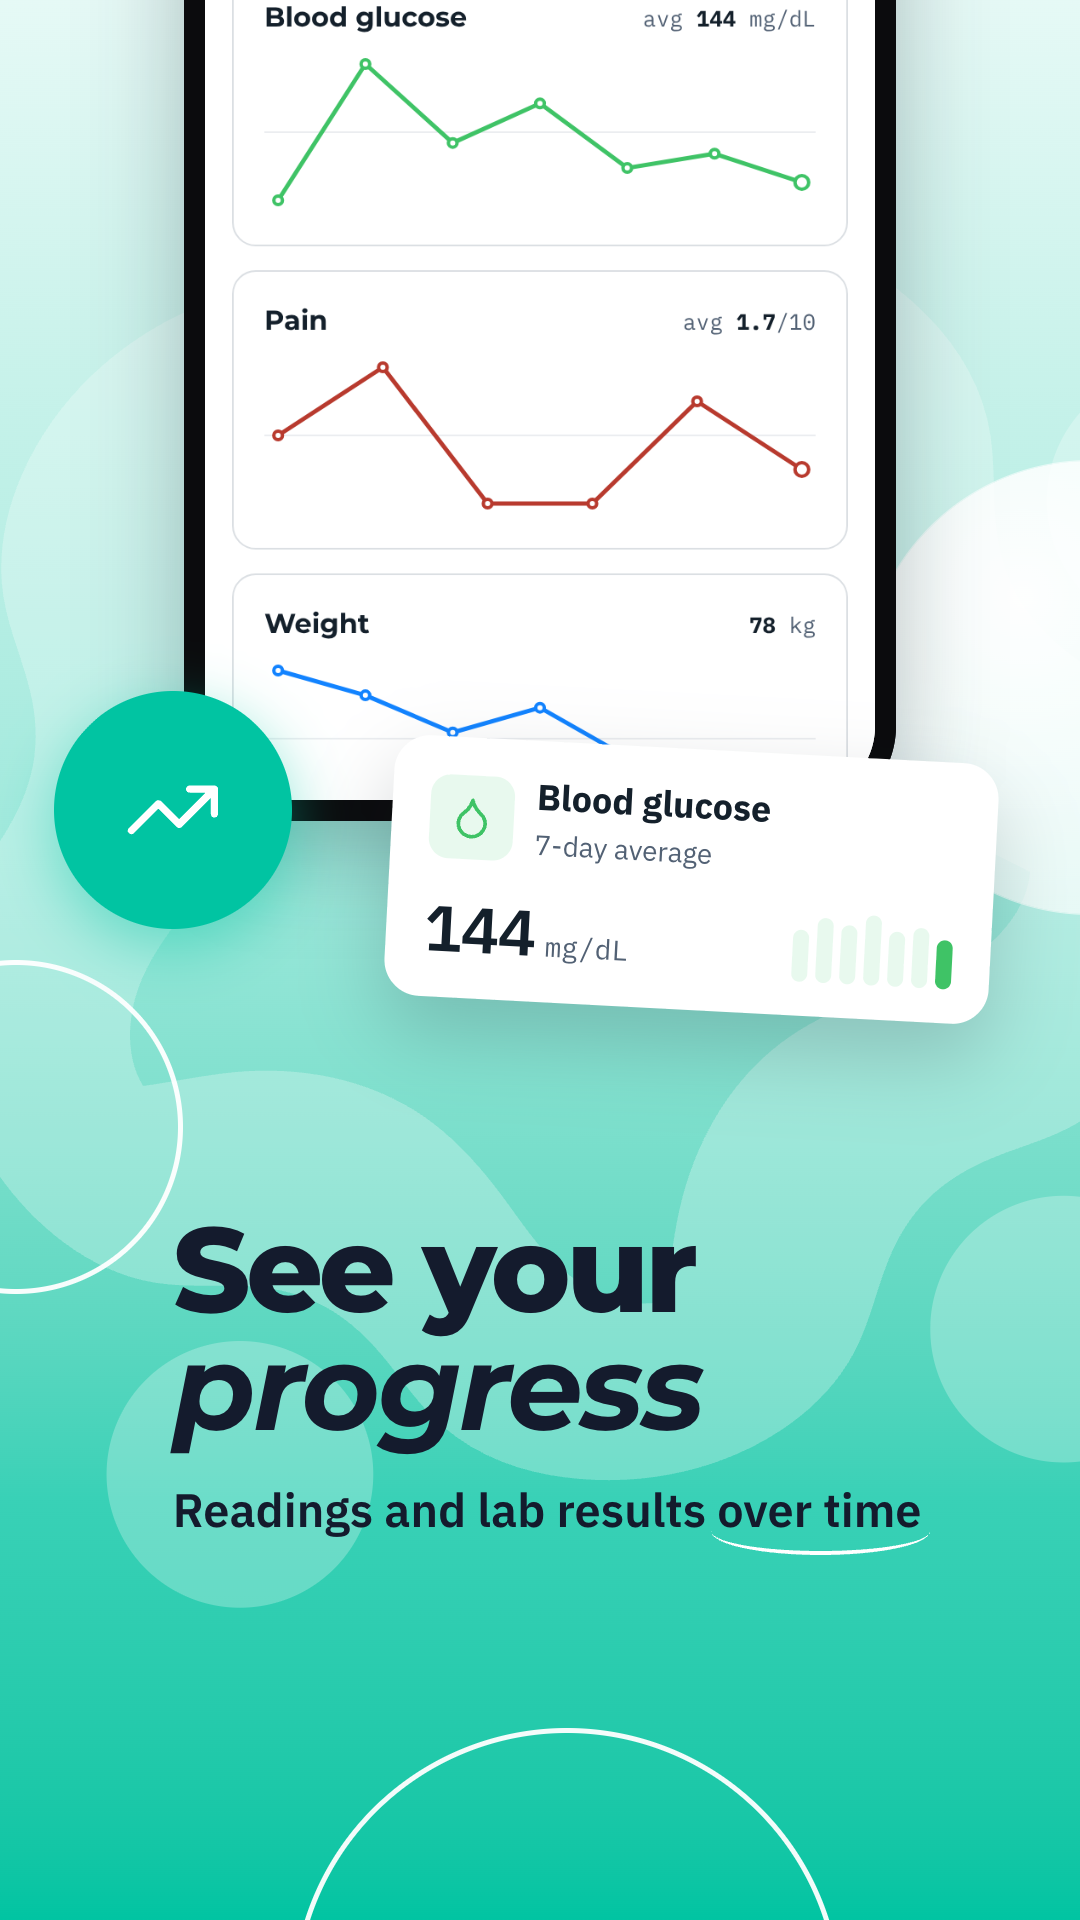 Blood glucose avg 144 mg/dL
Pain avg 1.7/10
Weight 78 kg
Blood glucose
7-day average
144 mg/dL
See your
progress
Readings and lab results over time